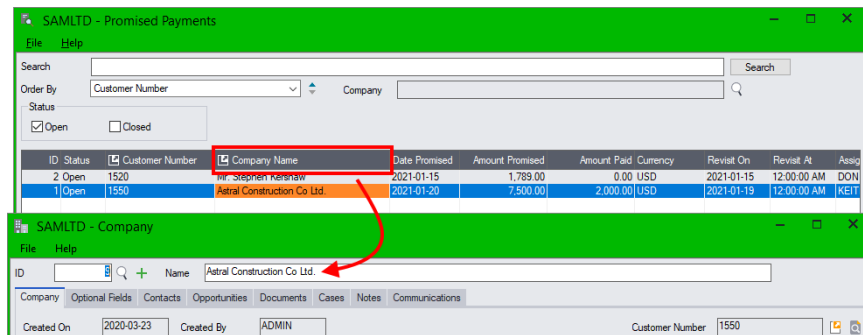 SAMLTD - Promised Payments
File Help
Search Search
Order By Customer Number Company
Status
Open Closed
ID Status Customer Number Company Name Date Promised Amount Promised Amount Paid Currency Revisit On Revisit At Assig
2 Open 1520 Mr. Stephen Kershaw 2021-01-15 1,789.00 0.00 USD 2021-01-15 12:00:00 AM DON
1 Open 1550 Astral Construction Co Ltd. 2021-01-20 7,500.00 2,000.00 USD 2021-01-19 12:00:00 AM KEIT
SAMLTD - Company
File Help
ID Name Astral Construction Co Ltd.
Company Optional Fields Contacts Opportunities Documents Cases Notes Communications
Created On 2020-03-23 Created By ADMIN Customer Number 1550